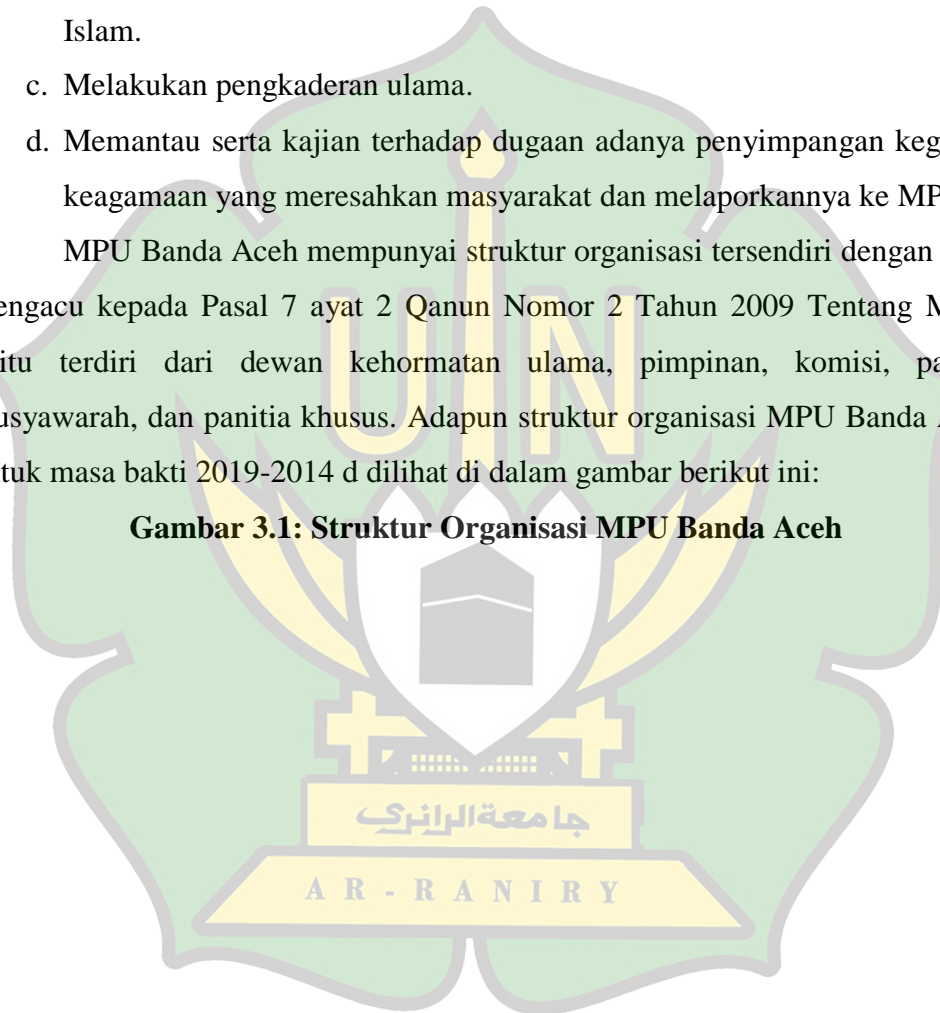 Islam.
c. Melakukan pengkaderan ulama.
d. Memantau serta kajian terhadap dugaan adanya penyimpangan keg
keagamaan yang meresahkan masyarakat dan melaporkannya ke MP
MPU Banda Aceh mempunyai struktur organisasi tersendiri dengan
engacu kepada Pasal 7 ayat 2 Qanun Nomor 2 Tahun 2009 Tentang M
itu terdiri dari dewan kehormatan ulama, pimpinan, komisi, pa
usyawarah, dan panitia khusus. Adapun struktur organisasi MPU Banda A
tuk masa bakti 2019-2014 d dilihat di dalam gambar berikut ini:
Gambar 3.1: Struktur Organisasi MPU Banda Aceh
UIN
جامعة الرانري
AR-RANIRY